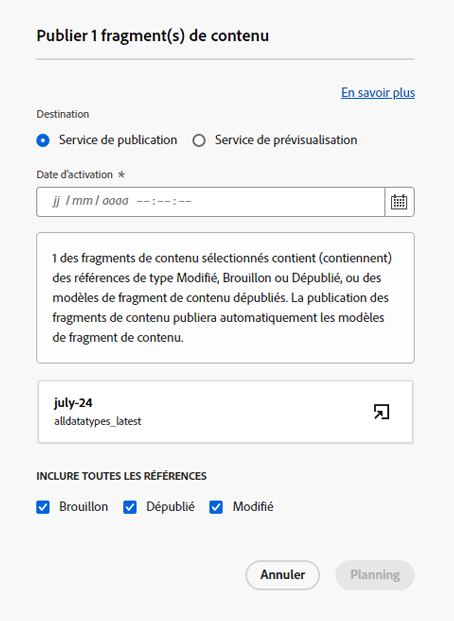 Publier 1 fragment(s) de contenu
En savoir plus
Destination
Service de publication
Service de prévisualisation
Date d'activation *
jj / mm / aaaa --:--:--
1 des fragments de contenu sélectionnés contient (contiennent)
des références de type Modifié, Brouillon ou Dépublié, ou des
modèles de fragment de contenu dépubliés. La publication des
fragments de contenu publiera automatiquement les modèles
de fragment de contenu.
july-24
alldatatypes_latest
INCLURE TOUTES LES RÉFÉRENCES
Brouillon
Dépublié
Modifié
Annuler
Planning